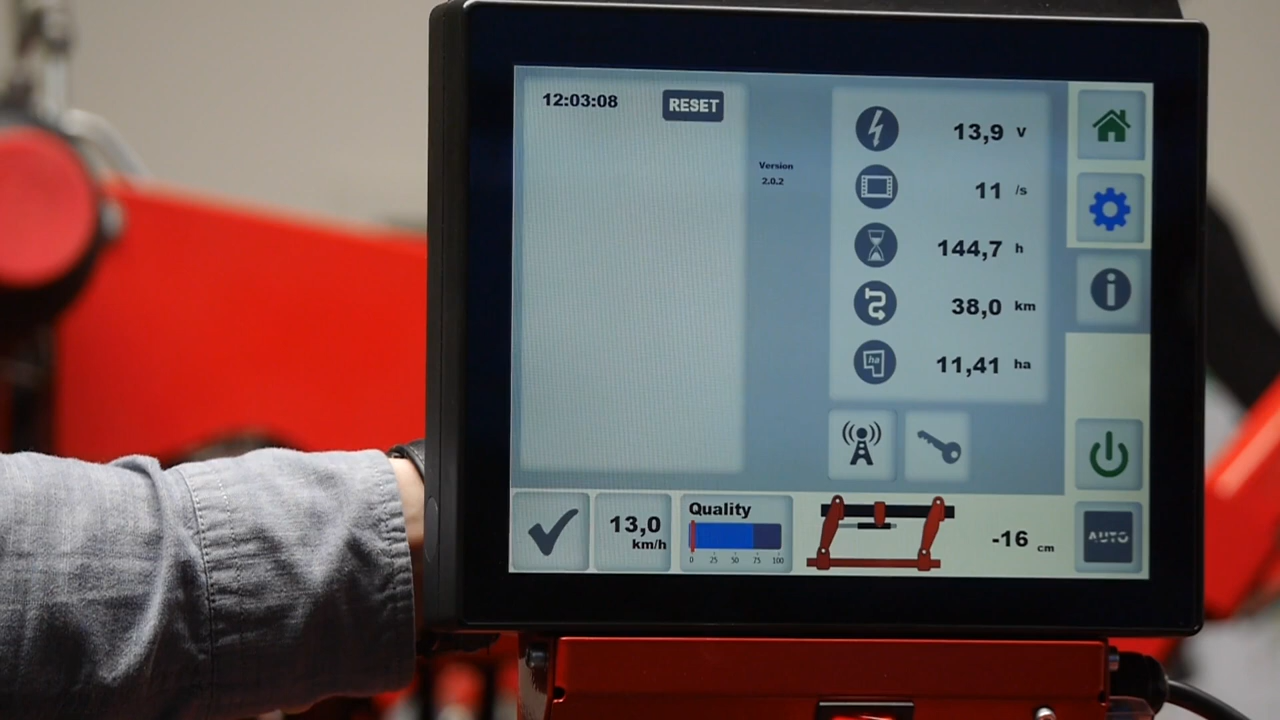 12:03:08 RESET
Version
2.0.2
13,9 V
11 /s
144,7 h
38,0 km
11,41 ha
ha
13,0
km/h
Quality
0 25 50 75 100
-16 cm
AUTO